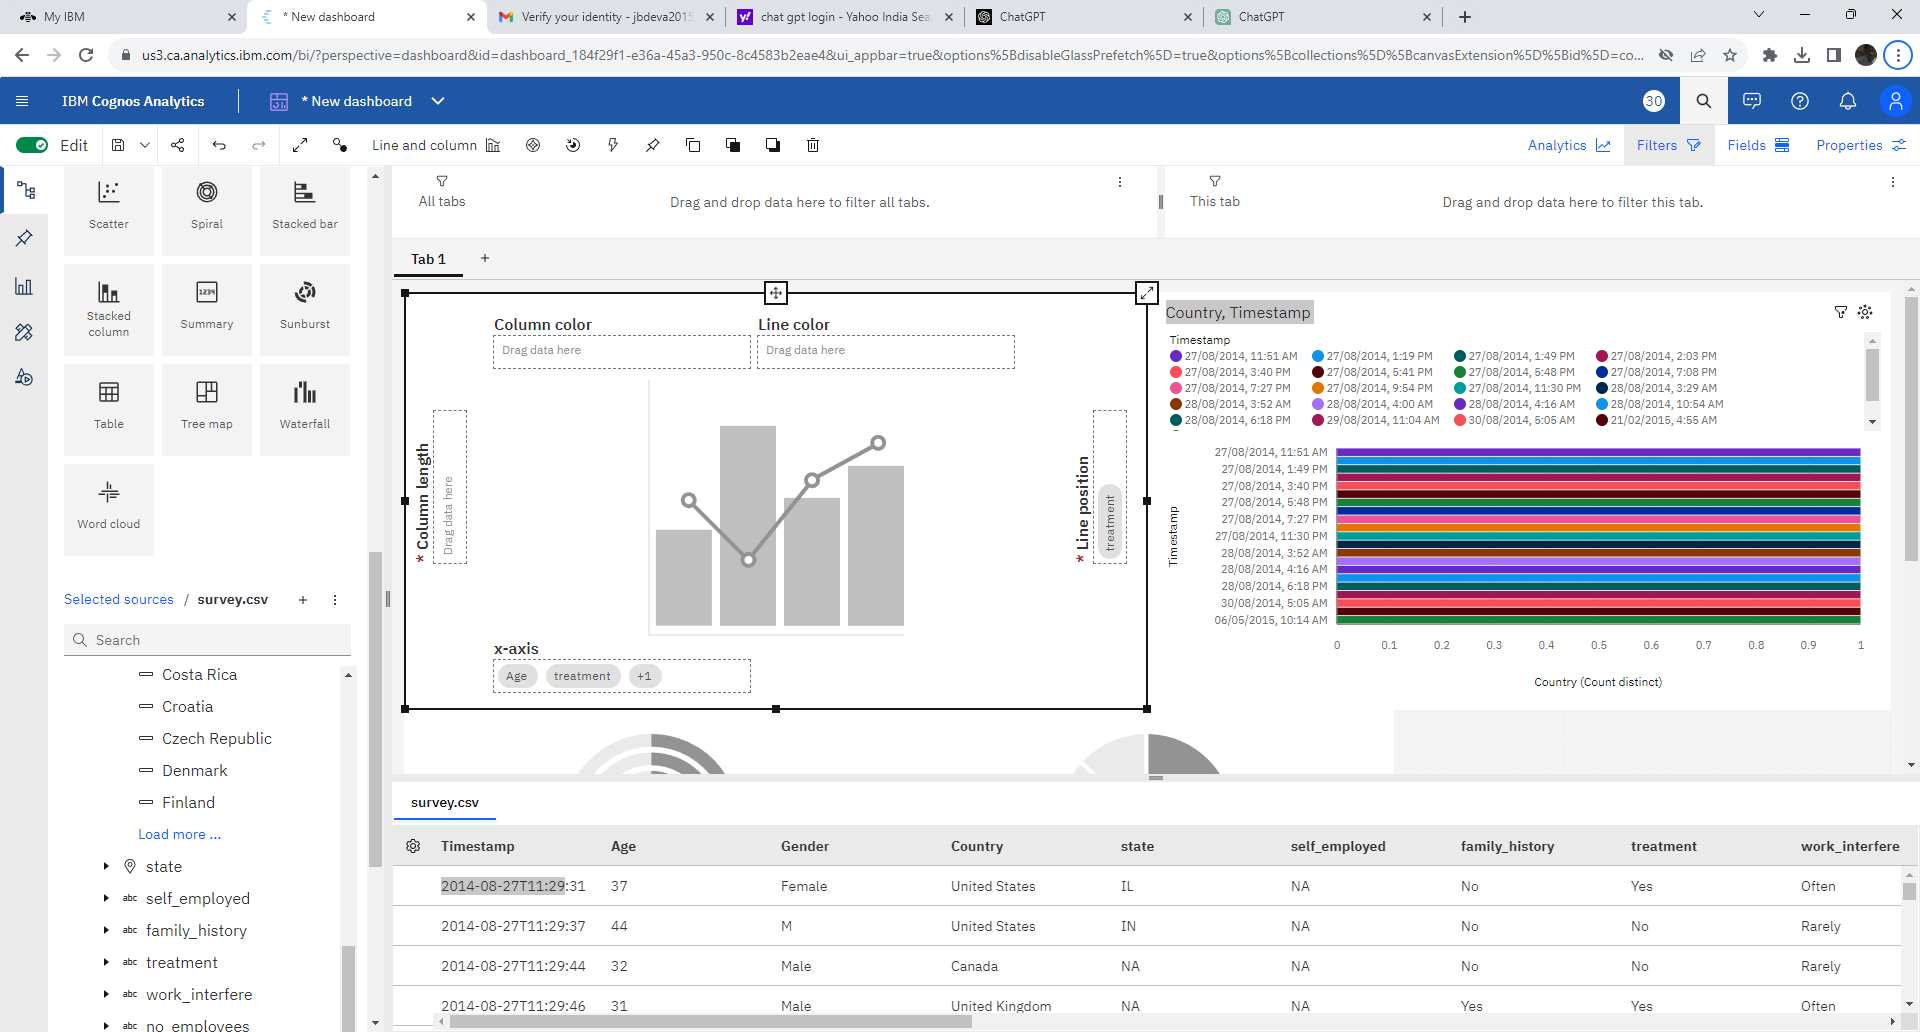 My IBM
* New dashboard
Verify your identity - jbdeva2015
chat gpt login - Yahoo India Sea
ChatGPT
ChatGPT
us3.ca.analytics.ibm.com/bi/?perspective=dashboard&id=dashboard_184f29f1-e36a-45a3-950c-8c4583b2eae4&ui_appbar=true&options%5BdisableGlassPrefetch%5D=true&options%5Bcollections%5D%5BcanvasExtension%5D%5Bid%5D=co...
IBM Cognos Analytics
* New dashboard
30
Edit
Line and column
Analytics
Filters
Fields
Properties
Scatter
Spiral
Stacked bar
Stacked column
Summary
Sunburst
Table
Tree map
Waterfall
Word cloud
Selected sources / survey.csv
Search
Costa Rica
Croatia
Czech Republic
Denmark
Finland
Load more ...
state
abc self_employed
abc family_history
abc treatment
abc work_interfere
abc no_employees
All tabs
Drag and drop data here to filter all tabs.
This tab
Drag and drop data here to filter this tab.
Tab 1
Column color
Line color
Drag data here
Drag data here
* Column length
Drag data here
* Line position
treatment
x-axis
Age treatment +1
Country, Timestamp
Timestamp
27/08/2014, 11:51 AM 27/08/2014, 1:19 PM 27/08/2014, 1:49 PM 27/08/2014, 2:03 PM
27/08/2014, 3:40 PM 27/08/2014, 5:41 PM 27/08/2014, 5:48 PM 27/08/2014, 7:08 PM
27/08/2014, 7:27 PM 27/08/2014, 9:54 PM 27/08/2014, 11:30 PM 28/08/2014, 3:29 AM
28/08/2014, 3:52 AM 28/08/2014, 4:00 AM 28/08/2014, 4:16 AM 28/08/2014, 10:54 AM
28/08/2014, 6:18 PM 29/08/2014, 11:04 AM 30/08/2014, 5:05 AM 21/02/2015, 4:55 AM
Timestamp
27/08/2014, 11:51 AM
27/08/2014, 1:49 PM
27/08/2014, 3:40 PM
27/08/2014, 5:48 PM
27/08/2014, 7:27 PM
27/08/2014, 11:30 PM
28/08/2014, 3:52 AM
28/08/2014, 4:16 AM
28/08/2014, 6:18 PM
30/08/2014, 5:05 AM
06/05/2015, 10:14 AM
0 0.1 0.2 0.3 0.4 0.5 0.6 0.7 0.8 0.9 1
Country (Count distinct)
survey.csv
Timestamp Age Gender Country state self_employed family_history treatment work_interfere
2014-08-27T11:29:31 37 Female United States IL NA No Yes Often
2014-08-27T11:29:37 44 M United States IN NA No No Rarely
2014-08-27T11:29:44 32 Male Canada NA NA No No Rarely
2014-08-27T11:29:46 31 Male United Kingdom NA NA Yes Yes Often